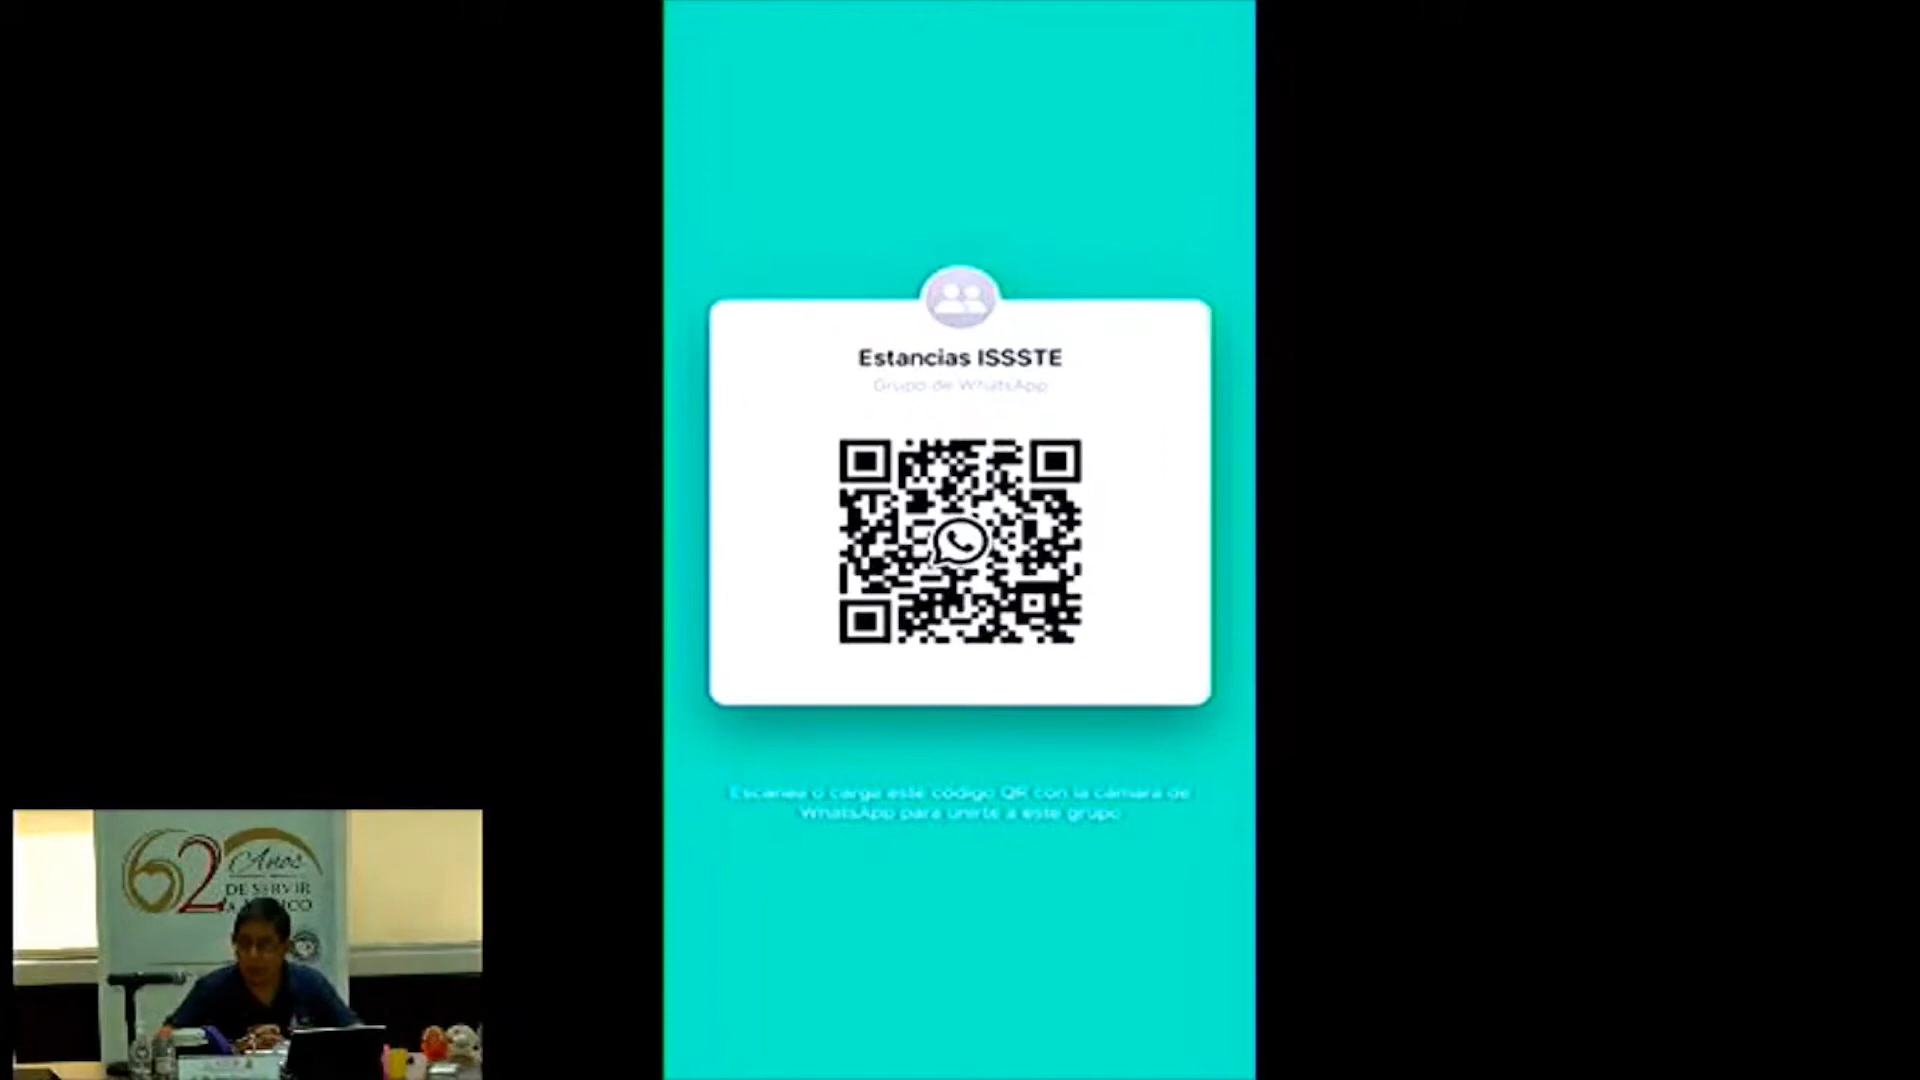 Estancias ISSSTE
Grupo de WhatsApp
Escanea o carga este código QR con la cámara de
WhatsApp para unirte a este grupo
62 Años
DE SERVIR
A MÉXICO